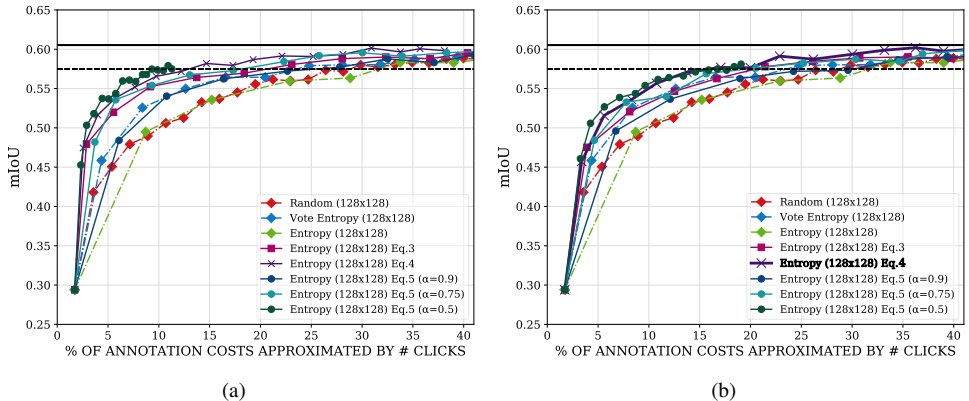 0.65
0.60
0.55
0.50
0.45
0.40
0.35
0.30
0.25
mIoU
0 5 10 15 20 25 30 35 40
% OF ANNOTATION COSTS APPROXIMATED BY # CLICKS
Random (128x128)
Vote Entropy (128x128)
Entropy (128x128)
Entropy (128x128) Eq.3
Entropy (128x128) Eq.4
Entropy (128x128) Eq.5 (α=0.9)
Entropy (128x128) Eq.5 (α=0.75)
Entropy (128x128) Eq.5 (α=0.5)
(a)
0.65
0.60
0.55
0.50
0.45
0.40
0.35
0.30
0.25
mIoU
0 5 10 15 20 25 30 35 40
% OF ANNOTATION COSTS APPROXIMATED BY # CLICKS
Random (128x128)
Vote Entropy (128x128)
Entropy (128x128)
Entropy (128x128) Eq.3
Entropy (128x128) Eq.4
Entropy (128x128) Eq.5 (α=0.9)
Entropy (128x128) Eq.5 (α=0.75)
Entropy (128x128) Eq.5 (α=0.5)
(b)